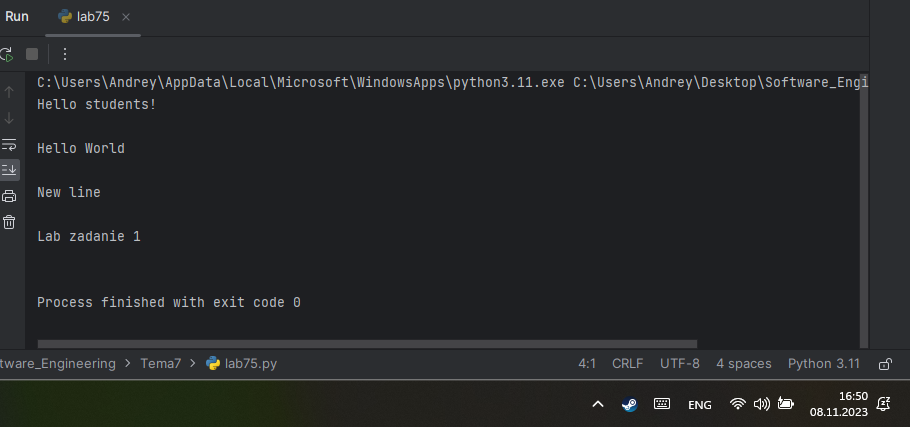 Run lab75
C:\Users\Andrey\AppData\Local\Microsoft\WindowsApps\python3.11.exe C:\Users\Andrey\Desktop\Software_Engi
Hello students!
Hello World
New line
Lab zadanie 1
Process finished with exit code 0
tware_Engineering > Tema7 > lab75.py 4:1 CRLF UTF-8 4 spaces Python 3.11
ENG 16:50
08.11.2023